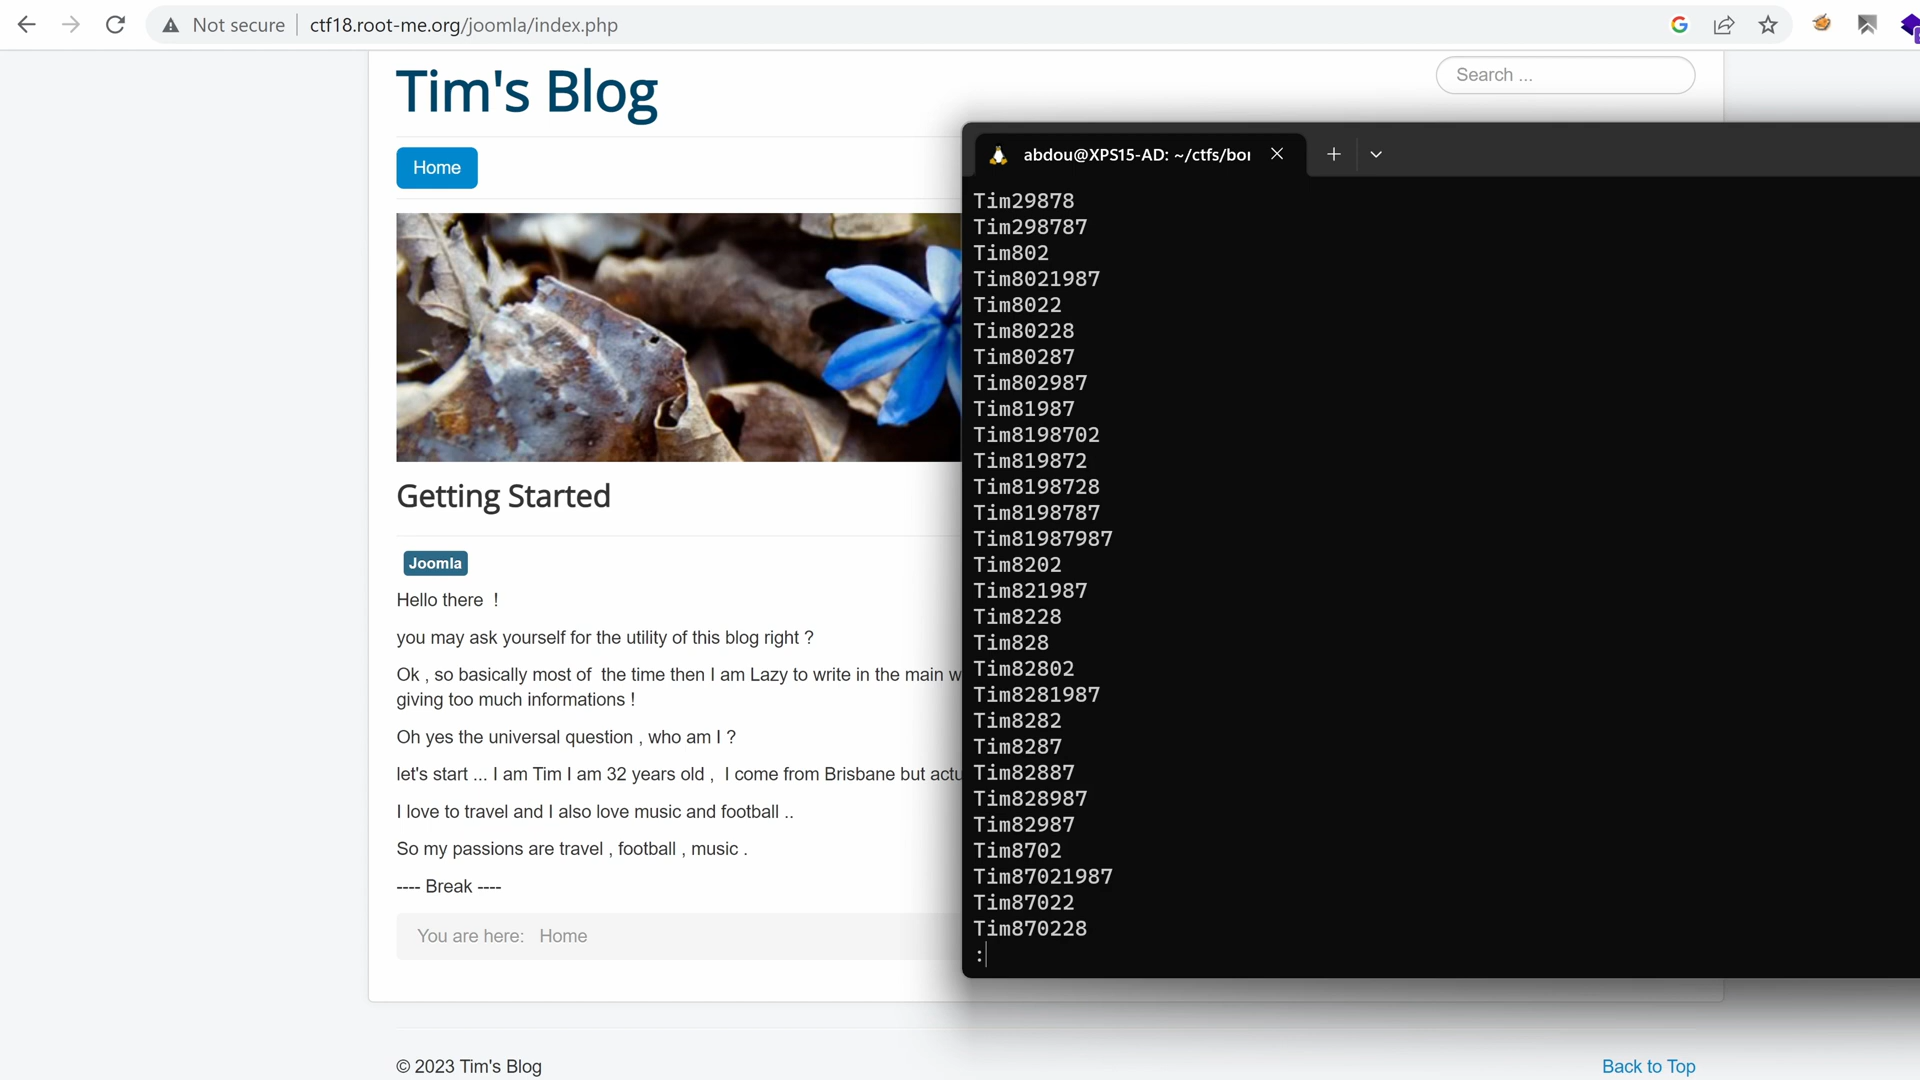 Not secure
ctf18.root-me.org/joomla/index.php
Tim's Blog
Search ...
Home
Getting Started
Joomla
Hello there !
you may ask yourself for the utility of this blog right ?
Ok , so basically most of the time then I am Lazy to write in the main
giving too much informations !
Oh yes the universal question , who am I ?
let's start ... I am Tim I am 32 years old , I come from Brisbane but
I love to travel and I also love music and football ..
So my passions are travel , football , music .
---- Break ----
You are here: Home
© 2023 Tim's Blog
Back to Top
abdou@XPS15-AD: ~/ctfs/
Tim29878
Tim298787
Tim802
Tim8021987
Tim8022
Tim80228
Tim80287
Tim802987
Tim81987
Tim8198702
Tim819872
Tim8198728
Tim8198787
Tim81987987
Tim8202
Tim821987
Tim8228
Tim828
Tim82802
Tim8281987
Tim8282
Tim8287
Tim82887
Tim828987
Tim82987
Tim8702
Tim87021987
Tim87022
Tim870228
: